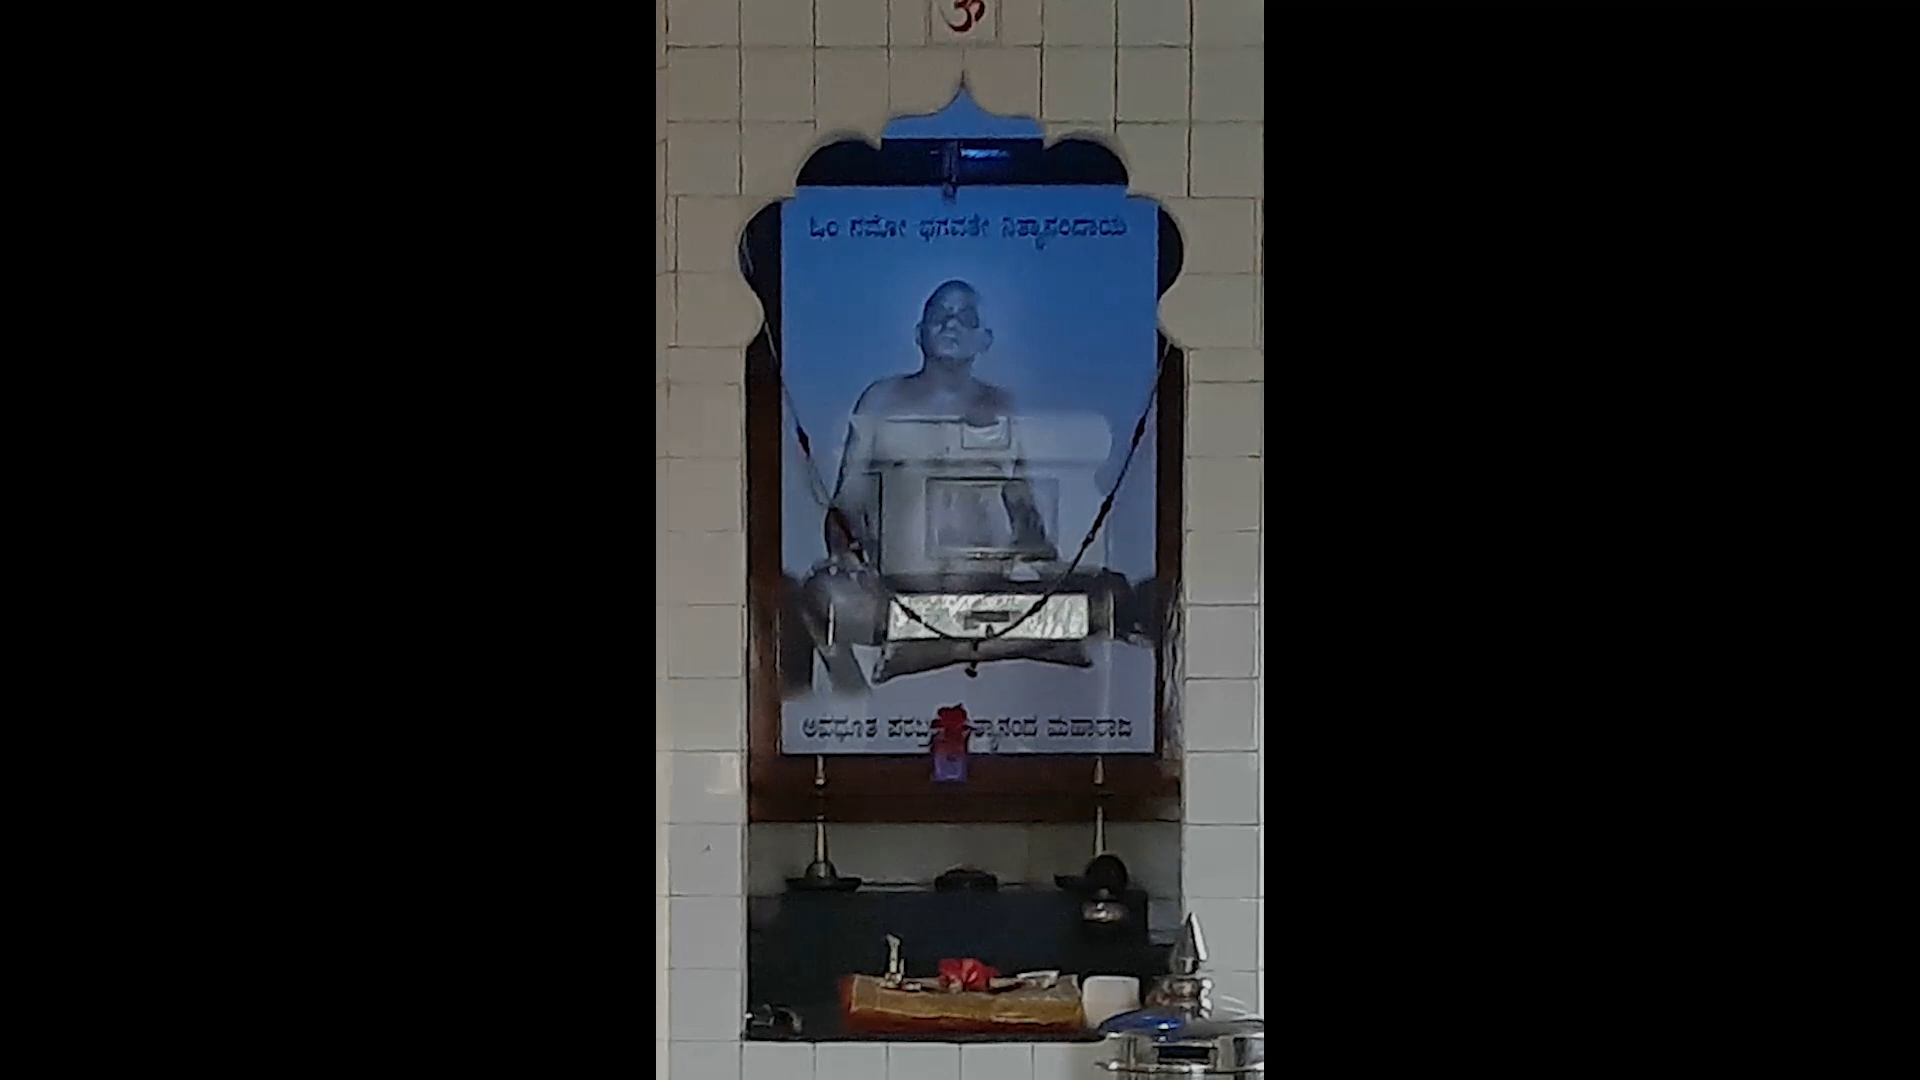 ॐ
ಓಂ ನಮೋ ಭಗವತೇ ನಿತ್ಯಾನಂದಾಯ
ಅವಧೂತ ಮಹಾರಾಜ